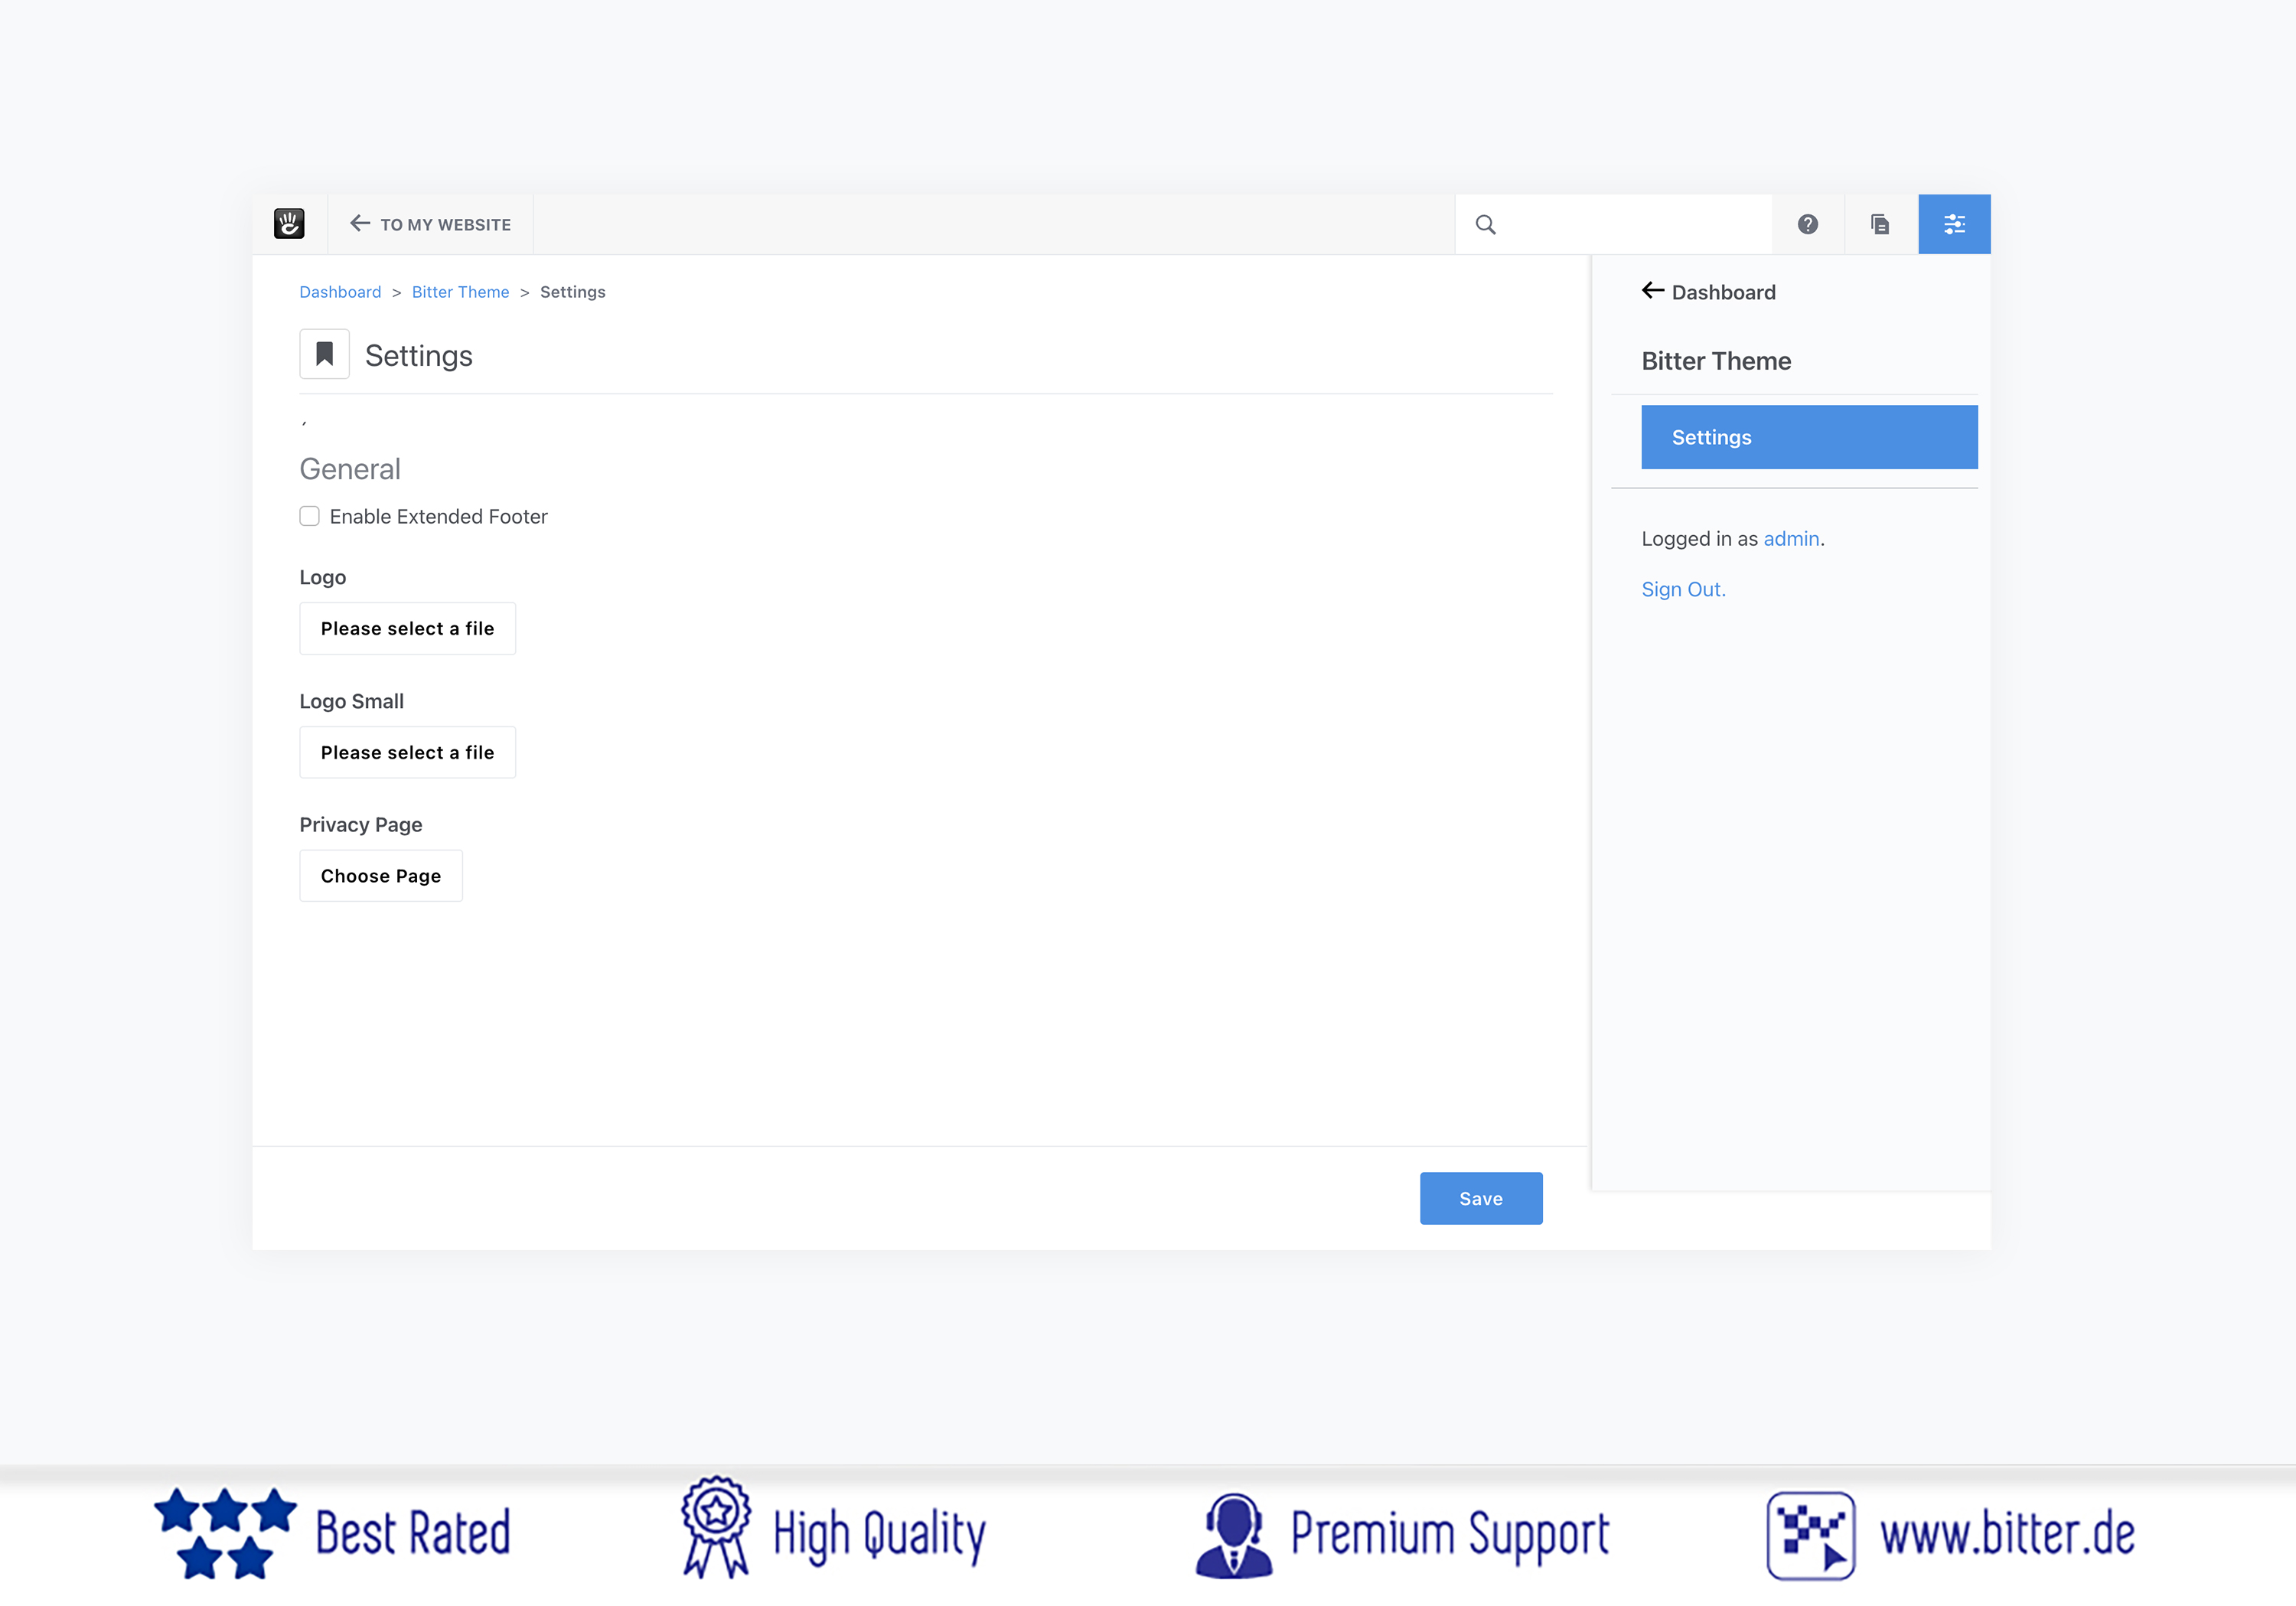 TO MY WEBSITE
Dashboard > Bitter Theme > Settings
Settings
´
General
Enable Extended Footer
Logo
Please select a file
Logo Small
Please select a file
Privacy Page
Choose Page
Save
Dashboard
Bitter Theme
Settings
Logged in as admin.
Sign Out.
Best Rated
High Quality
Premium Support
www.bitter.de